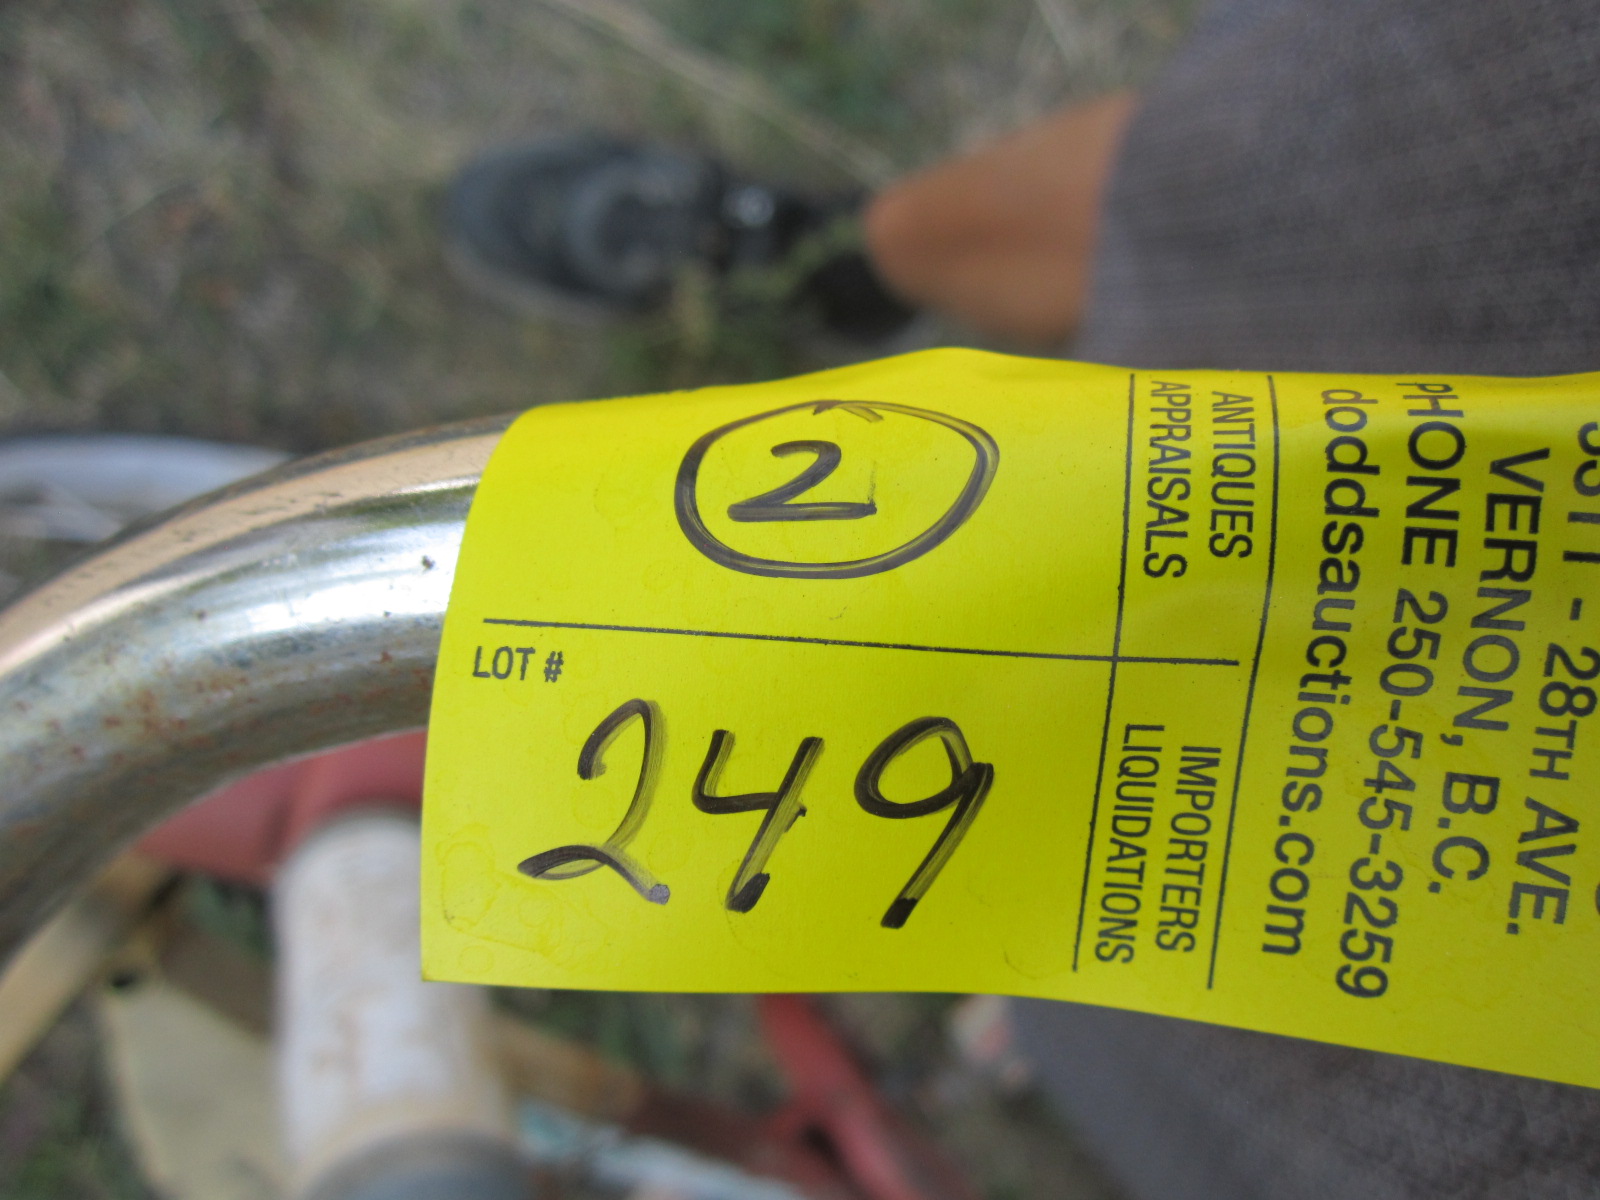 2
LOT #
249
ANTIQUES
APPRAISALS
IMPORTERS
LIQUIDATIONS
28TH AVE.
VERNON, B.C.
PHONE 250-545-3259
doddsauctions.com